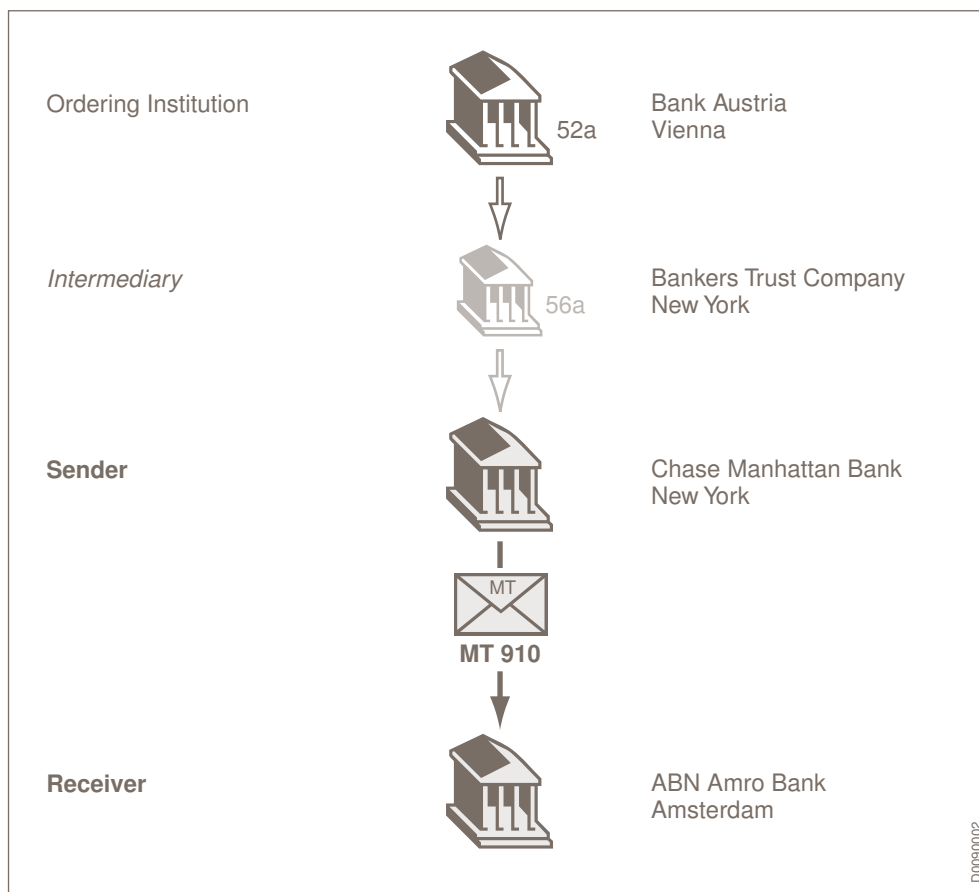 Ordering Institution
52a
Bank Austria
Vienna
Intermediary
56a
Bankers Trust Company
New York
Sender
Chase Manhattan Bank
New York
MT
MT 910
Receiver
ABN Amro Bank
Amsterdam
D0090002